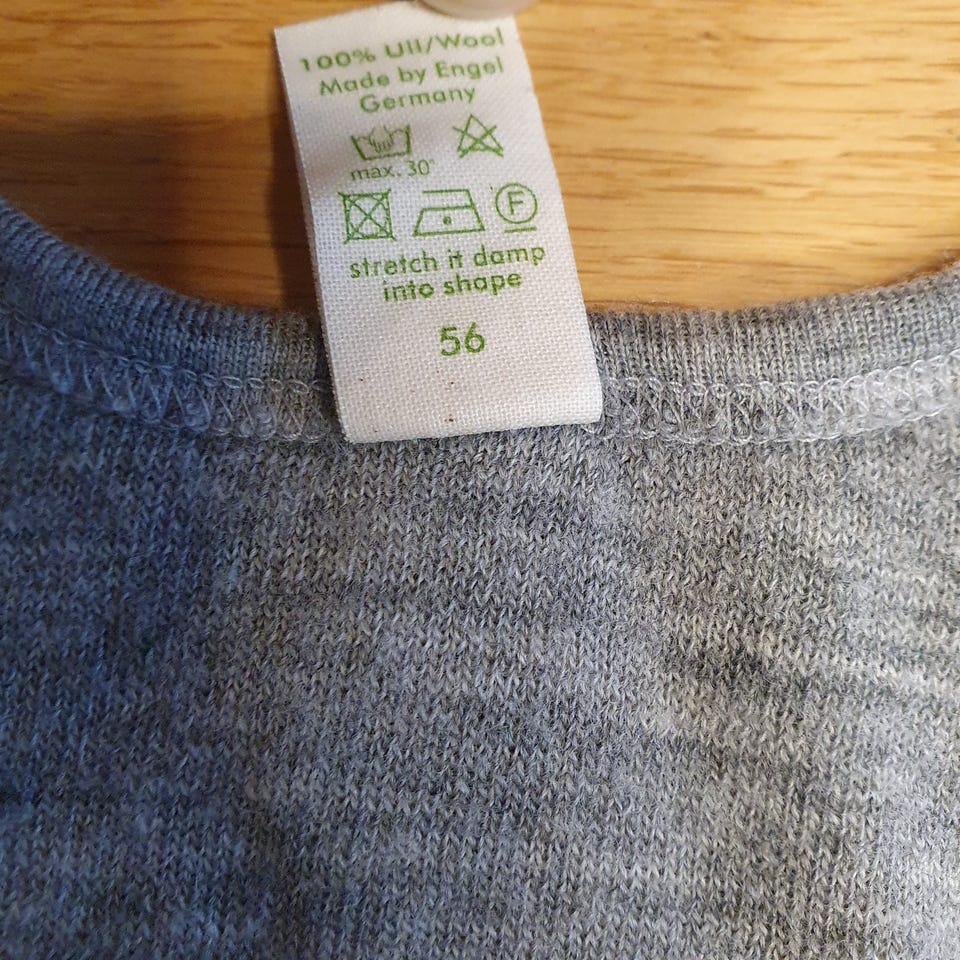 100% Ull/Wool
Made by Engel
Germany
max. 30°
F
stretch it damp
into shape
56